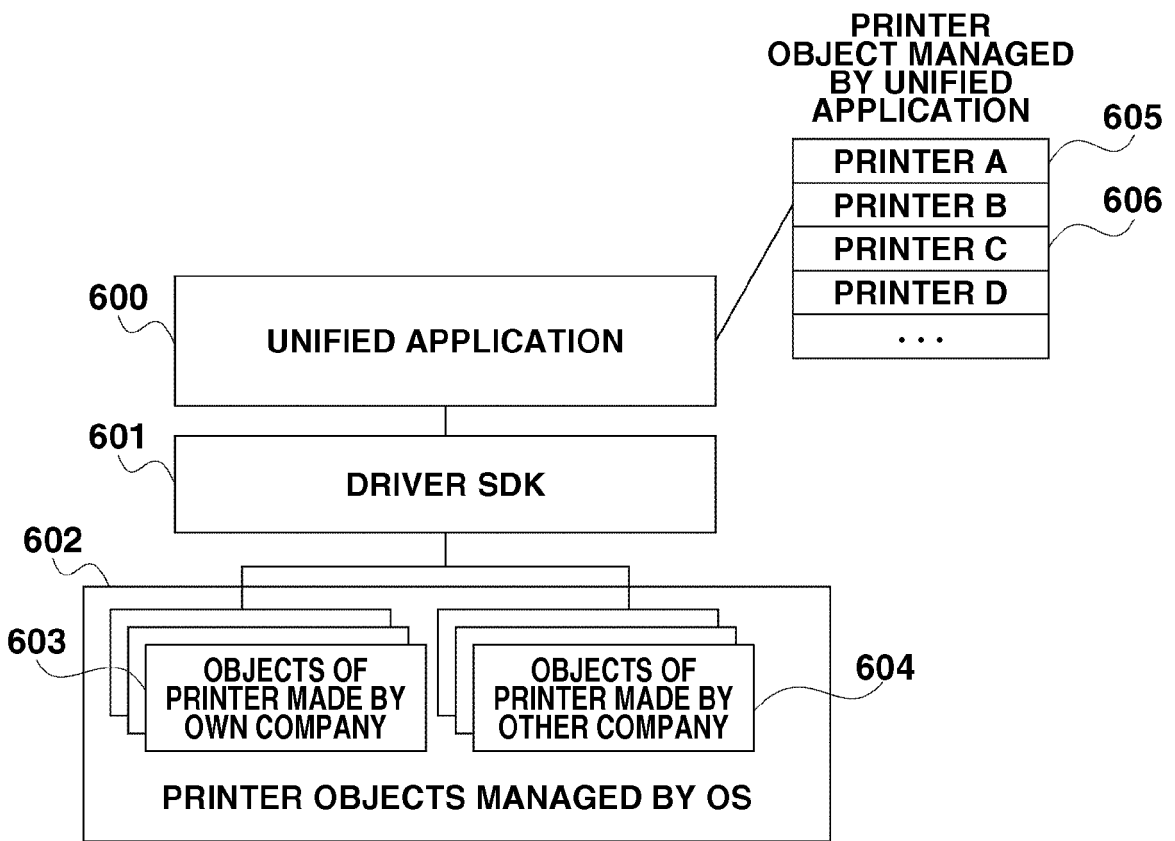 PRINTER
OBJECT MANAGED
BY UNIFIED
APPLICATION
605
PRINTER A
606
PRINTER B
PRINTER C
PRINTER D
...
600
UNIFIED APPLICATION
601
DRIVER SDK
602
603
OBJECTS OF
PRINTER MADE BY
OWN COMPANY
OBJECTS OF
PRINTER MADE BY
OTHER COMPANY
604
PRINTER OBJECTS MANAGED BY OS